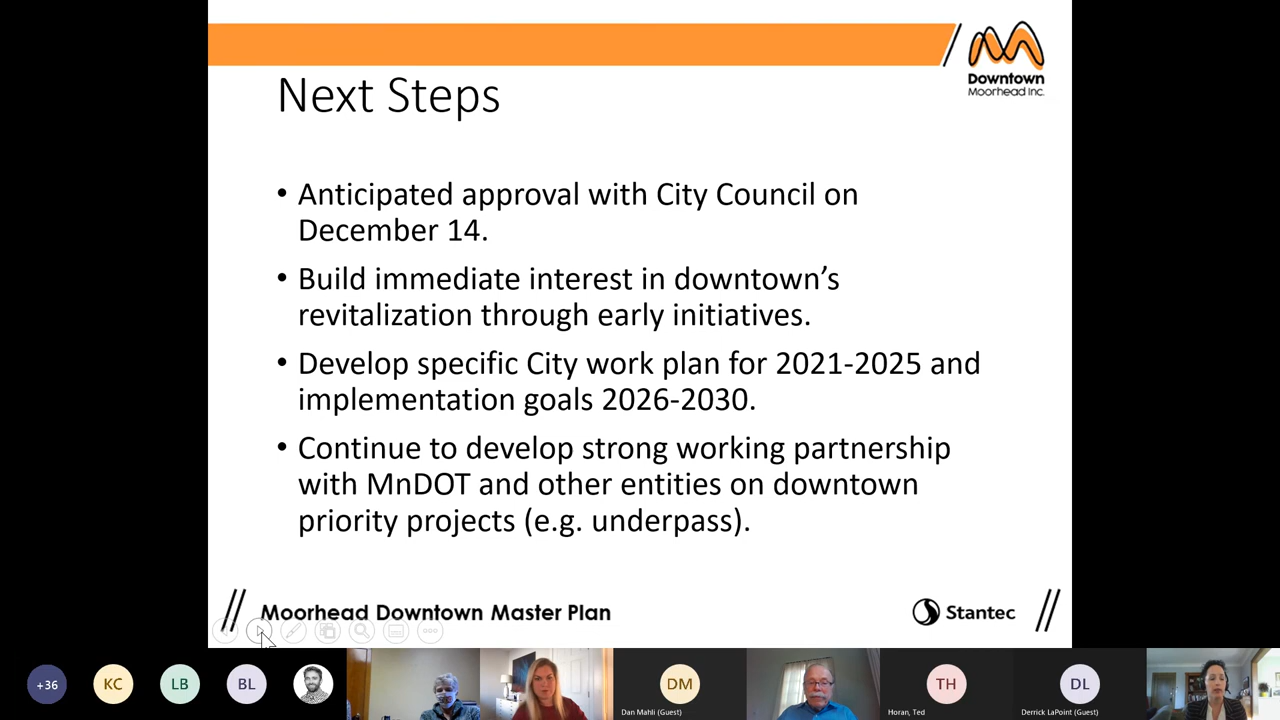 Downtown
Moorhead Inc.
Next Steps
• Anticipated approval with City Council on
December 14.
• Build immediate interest in downtown’s
revitalization through early initiatives.
• Develop specific City work plan for 2021-2025 and
implementation goals 2026-2030.
• Continue to develop strong working partnership
with MnDOT and other entities on downtown
priority projects (e.g. underpass).
Moorhead Downtown Master Plan
Stantec
+36
KC
LB
BL
DM
TH
DL
Dan Mahli (Guest)
Horan, Ted
Derrick LaPoint (Guest)